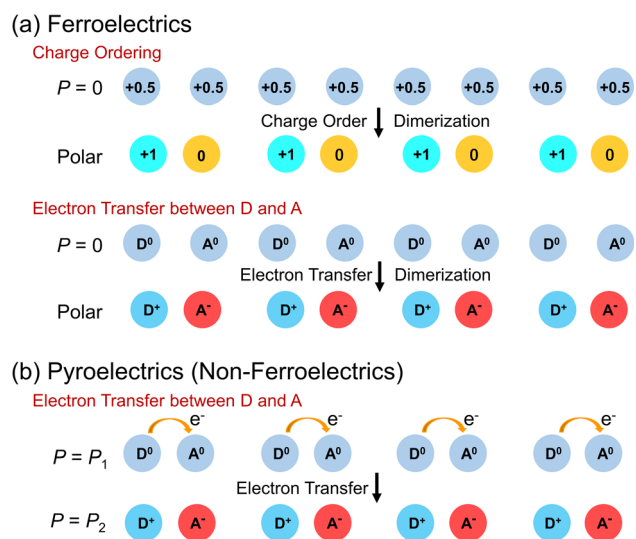 (a) Ferroelectrics
Charge Ordering
P = 0 +0.5 +0.5 +0.5 +0.5 +0.5 +0.5 +0.5 +0.5
Charge Order Dimerization
Polar +1 0 +1 0 +1 0 +1 0
Electron Transfer between D and A
P = 0 D⁰ A⁰ D⁰ A⁰ D⁰ A⁰ D⁰ A⁰
Electron Transfer Dimerization
Polar D⁺ A⁻ D⁺ A⁻ D⁺ A⁻ D⁺ A⁻
(b) Pyroelectrics (Non-Ferroelectrics)
Electron Transfer between D and A
e⁻ e⁻ e⁻ e⁻
P = P₁ D⁰ A⁰ D⁰ A⁰ D⁰ A⁰ D⁰ A⁰
Electron Transfer
P = P₂ D⁺ A⁻ D⁺ A⁻ D⁺ A⁻ D⁺ A⁻